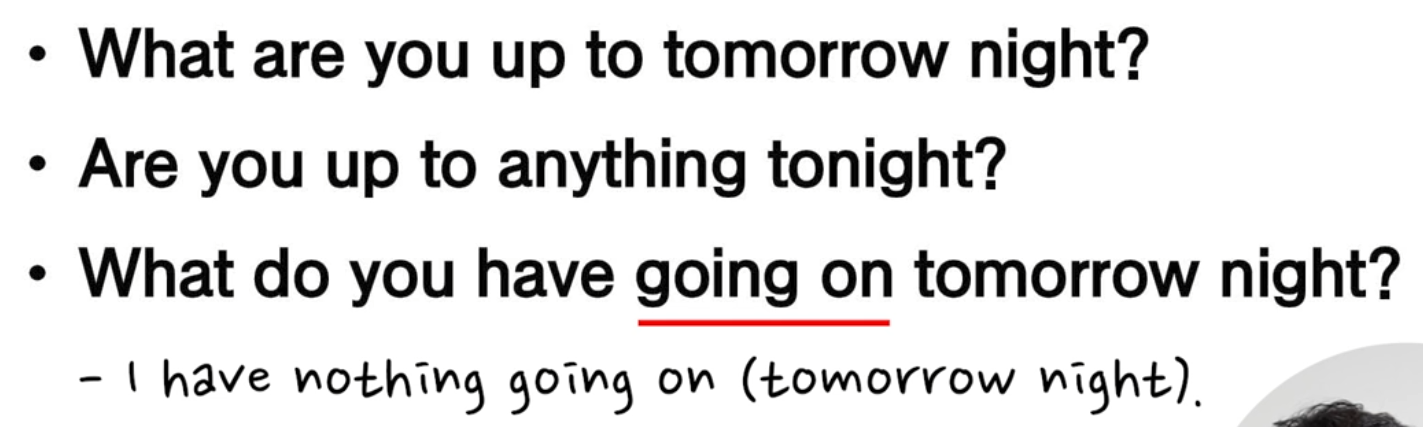 • What are you up to tomorrow night?
• Are you up to anything tonight?
• What do you have going on tomorrow night?
- I have nothing going on (tomorrow night).